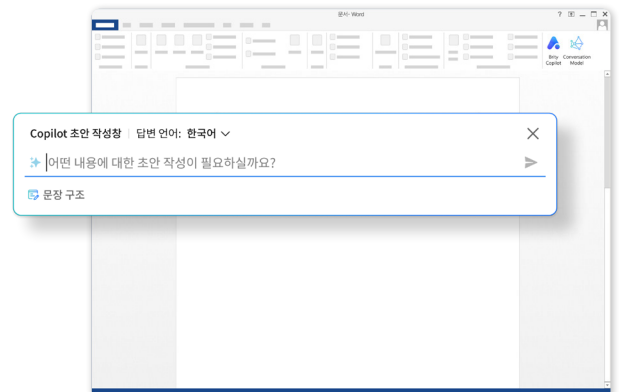 문서- Word
?
Brity Copilot
Conversation Model
Copilot 초안 작성창 | 답변 언어: 한국어
어떤 내용에 대한 초안 작성이 필요하실까요?
문장 구조